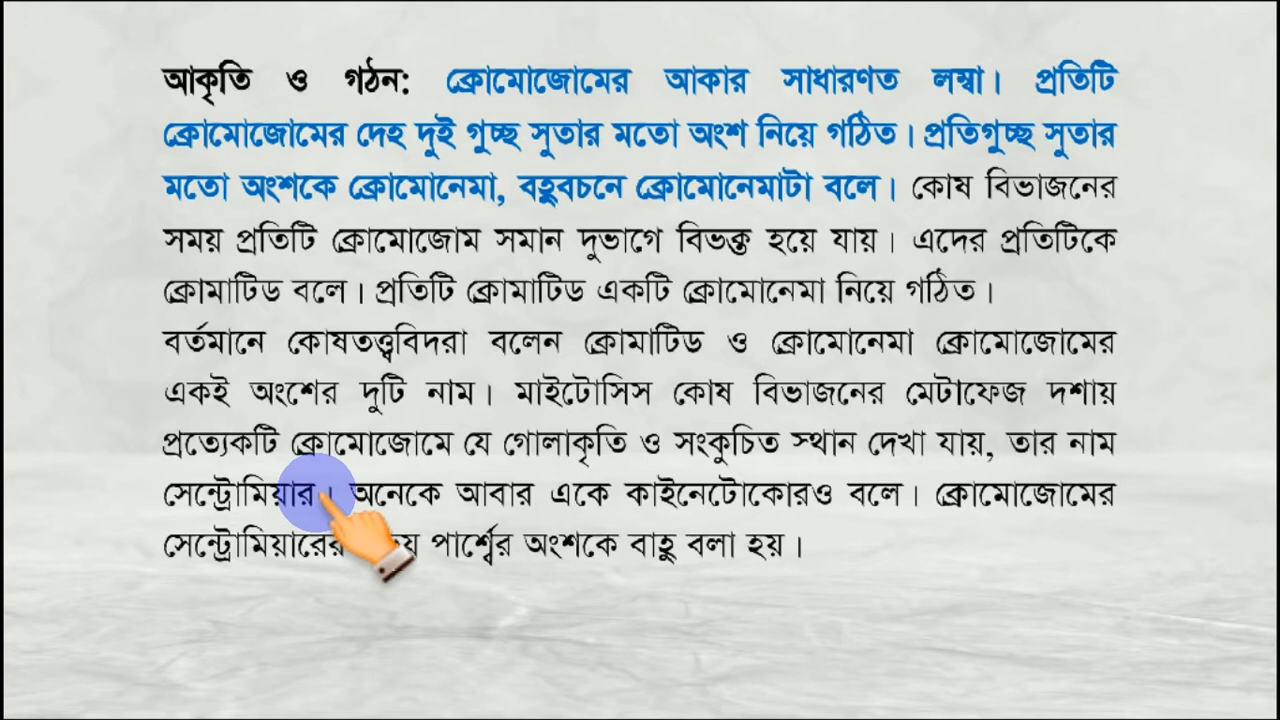 আকৃতি ও গঠন: ক্রোমোজোমের আকার সাধারণত লম্বা। প্রতিটি
ক্রোমোজোমের দেহ দুই গুচ্ছ সুতার মতো অংশ নিয়ে গঠিত। প্রতিগুচ্ছ সুতার
মতো অংশকে ক্রোমোনেমা, বহুবচনে ক্রোমোনেমাটা বলে। কোষ বিভাজনের
সময় প্রতিটি ক্রোমোজোম সমান দুভাগে বিভক্ত হয়ে যায়। এদের প্রতিটিকে
ক্রোমাটিড বলে। প্রতিটি ক্রোমাটিড একটি ক্রোমোনেমা নিয়ে গঠিত।
বর্তমানে কোষতত্ত্ববিদরা বলেন ক্রোমাটিড ও ক্রোমোনেমা ক্রোমোজোমের
একই অংশের দুটি নাম। মাইটোসিস কোষ বিভাজনের মেটাফেজ দশায়
প্রত্যেকটি ক্রোমোজোমে যে গোলাকৃতি ও সংকুচিত স্থান দেখা যায়, তার নাম
সেন্ট্রোমিয়ার। অনেকে আবার একে কাইনেটোকোরও বলে। ক্রোমোজোমের
সেন্ট্রোমিয়ারের পার্শ্বের অংশকে বাহু বলা হয়।